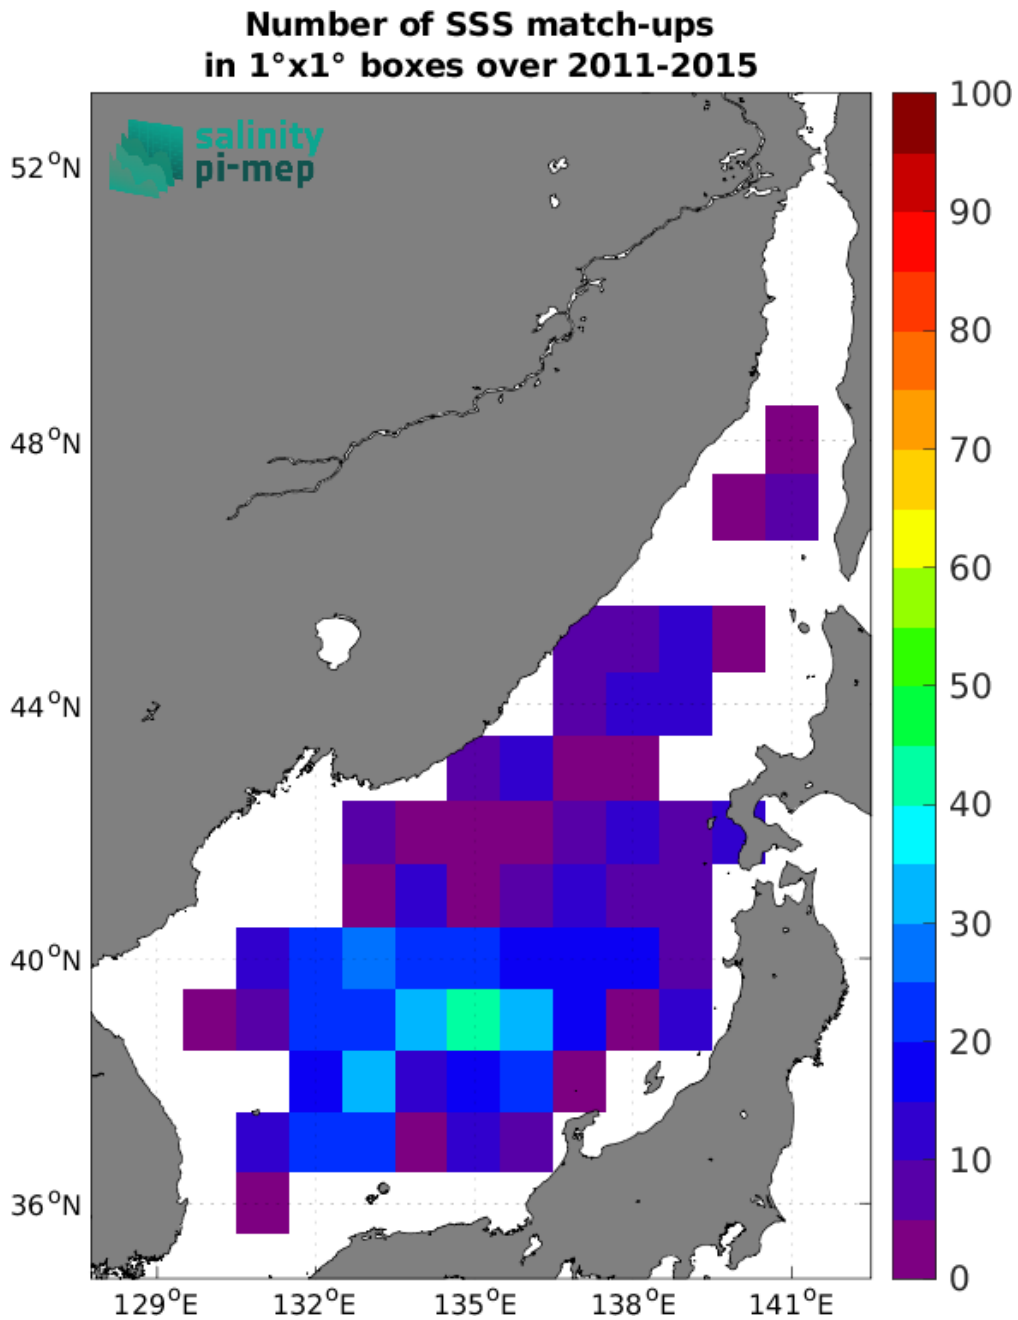 Number of SSS match-ups
in 1°x1° boxes over 2011-2015
salinity
pi-mep
52°N
48°N
44°N
40°N
36°N
129°E
132°E
135°E
138°E
141°E
100
90
80
70
60
50
40
30
20
10
0